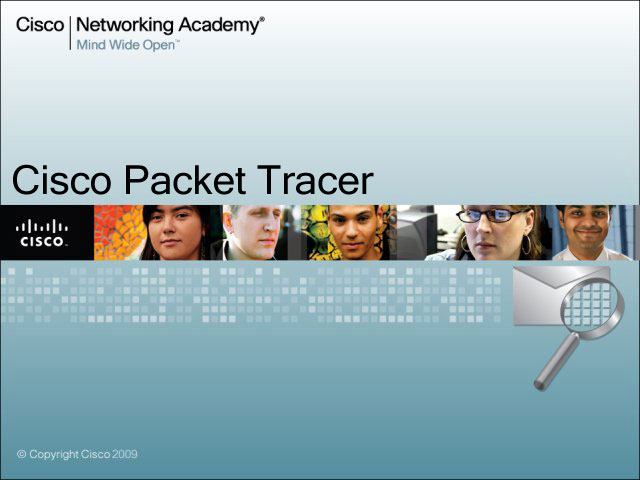 Cisco Networking Academy®
Mind Wide Open™
Cisco Packet Tracer
CISCO
© Copyright Cisco 2009